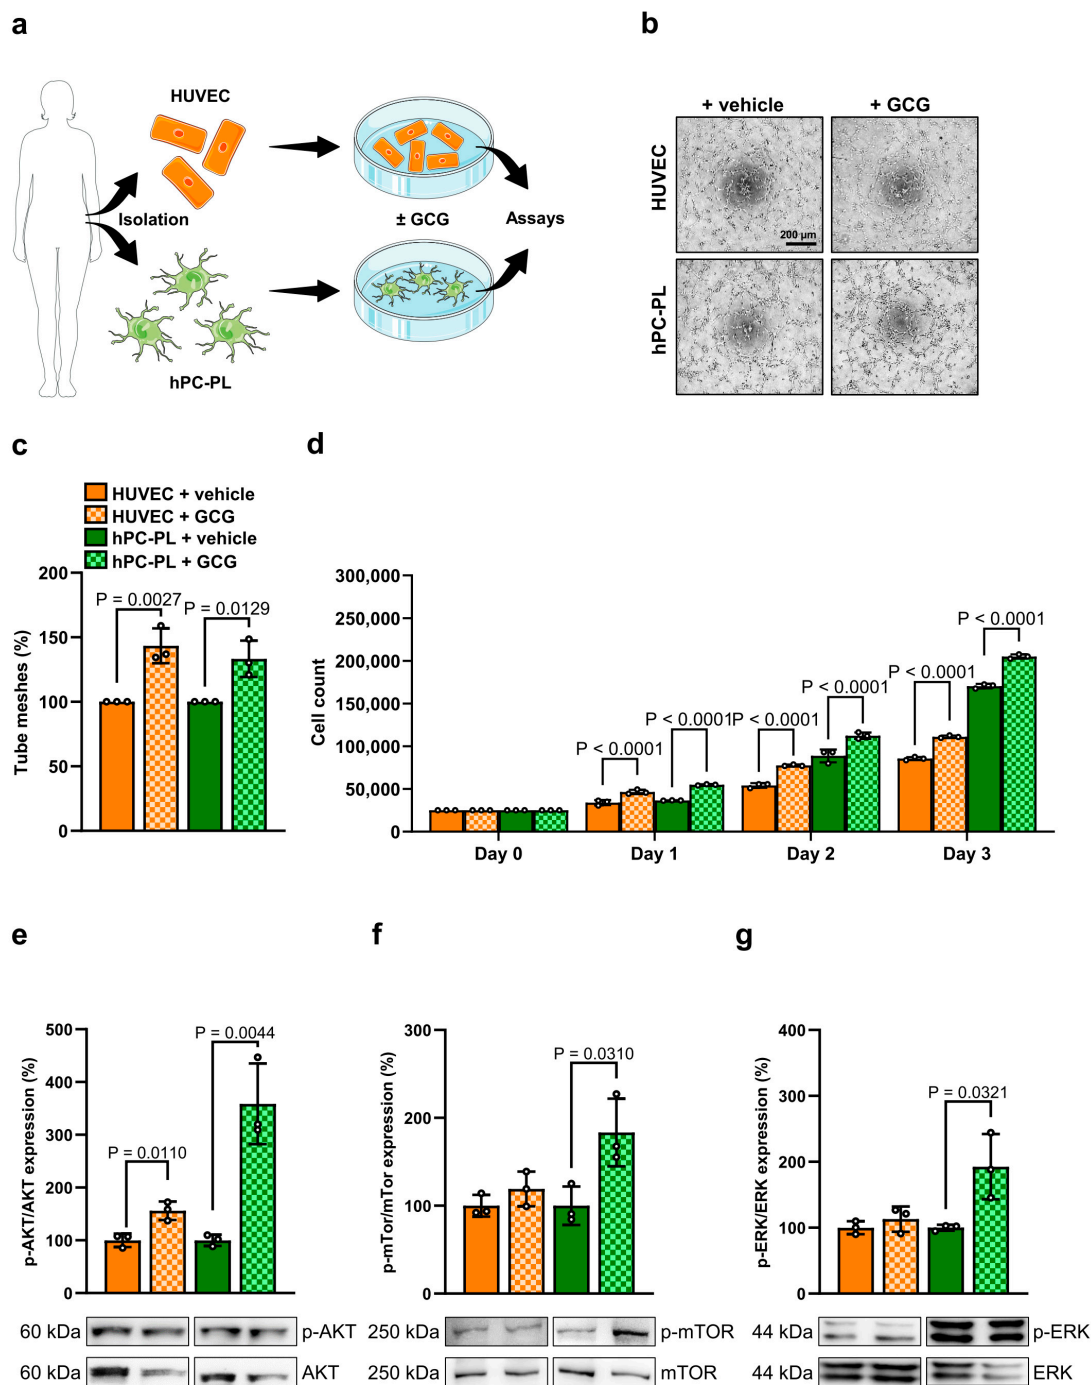 a
HUVEC
Isolation
± GCG
Assays
hPC-PL
b
+ vehicle
+ GCG
HUVEC
200 µm
hPC-PL
c
HUVEC + vehicle
HUVEC + GCG
hPC-PL + vehicle
hPC-PL + GCG
Tube meshes (%)
200
150
100
50
0
P = 0.0027
P = 0.0129
d
Cell count
300,000
250,000
200,000
150,000
100,000
50,000
0
P < 0.0001
P < 0.0001
P < 0.0001
P < 0.0001
P < 0.0001
P < 0.0001
Day 0
Day 1
Day 2
Day 3
e
p-AKT/AKT expression (%)
500
400
300
200
100
0
P = 0.0110
P = 0.0044
60 kDa
p-AKT
60 kDa
AKT
f
p-mTor/mTor expression (%)
300
200
100
0
P = 0.0310
250 kDa
p-mTOR
250 kDa
mTOR
g
p-ERK/ERK expression (%)
400
300
200
100
0
P = 0.0321
44 kDa
p-ERK
44 kDa
ERK